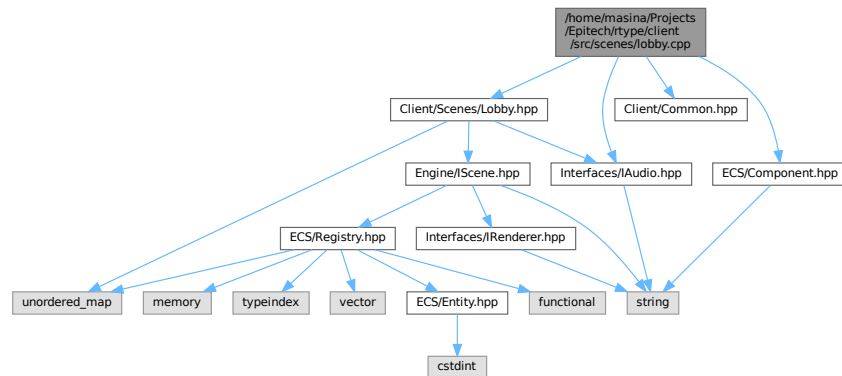 /home/masina/Projects
/Epitech/rtype/client
/src/scenes/lobby.cpp
Client/Scenes/Lobby.hpp
Client/Common.hpp
Engine/IScene.hpp
Interfaces/IAudio.hpp
ECS/Component.hpp
ECS/Registry.hpp
Interfaces/IRenderer.hpp
unordered_map
memory
typeindex
vector
ECS/Entity.hpp
functional
string
cstdint